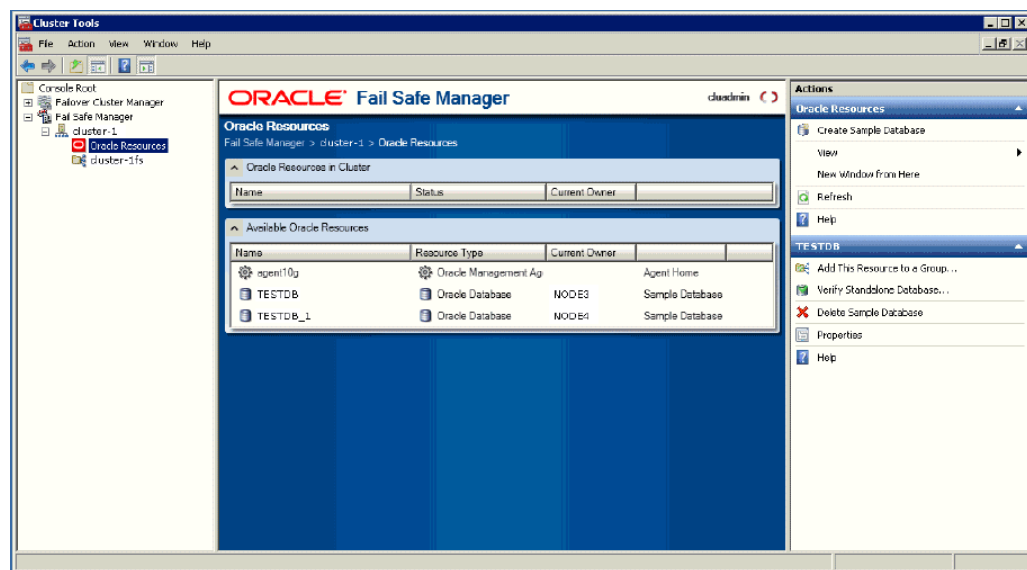 Cluster Tools
File Action View Window Help
Console Root
Failover Cluster Manager
Fail Safe Manager
cluster-1
Oracle Resources
cluster-1fs
ORACLE Fail Safe Manager
cluadmin
Oracle Resources
Fail Safe Manager > cluster-1 > Oracle Resources
Oracle Resources in Cluster
Name Status Current Owner
Available Oracle Resources
Name Resource Type Current Owner
agent10g Oracle Management Ag Agent Home
TESTDB Oracle Database NODE3 Sample Database
TESTDB_1 Oracle Database NODE4 Sample Database
Actions
Oracle Resources
Create Sample Database
View
New Window from Here
Refresh
Help
TESTDB
Add This Resource to a Group...
Verify Standalone Database...
Delete Sample Database
Properties
Help